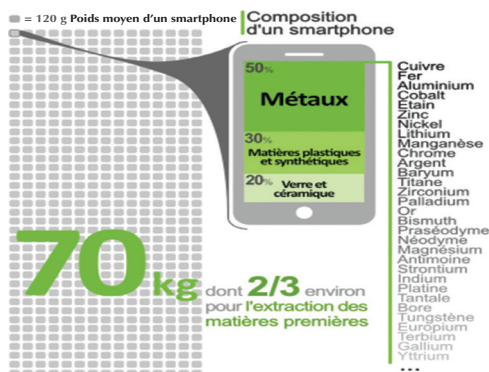 = 120 g Poids moyen d'un smartphone
Composition
d'un smartphone
50%
Métaux
30%
Matières plastiques
et synthétiques
20%
Verre et
céramique
Cuivre
Fer
Aluminium
Cobalt
Étain
Zinc
Nickel
Lithium
Manganèse
Chrome
Argent
Baryum
Titane
Zirconium
Palladium
Or
Bismuth
Praséodyme
Néodyme
Magnésium
Antimoine
Strontium
Indium
Platine
Tantale
Bore
Tungstène
Europium
Terbium
Gallium
Yttrium
...
70 kg dont 2/3 environ
pour l'extraction des
matières premières